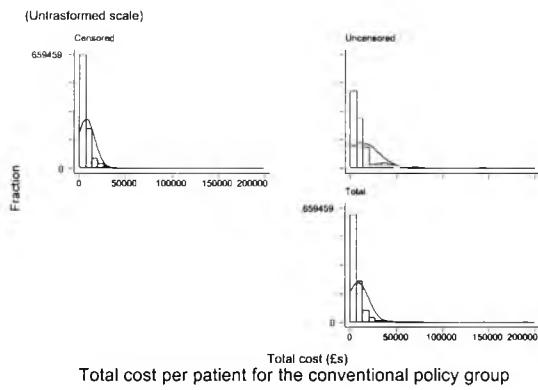 (Untrasformed scale)
Censored
Uncensored
659459
0
0 50000 100000 150000 200000
Fraction
Total
.659459
0
0 50000 100000 150000 200000
Total cost (£s)
Total cost per patient for the conventional policy group